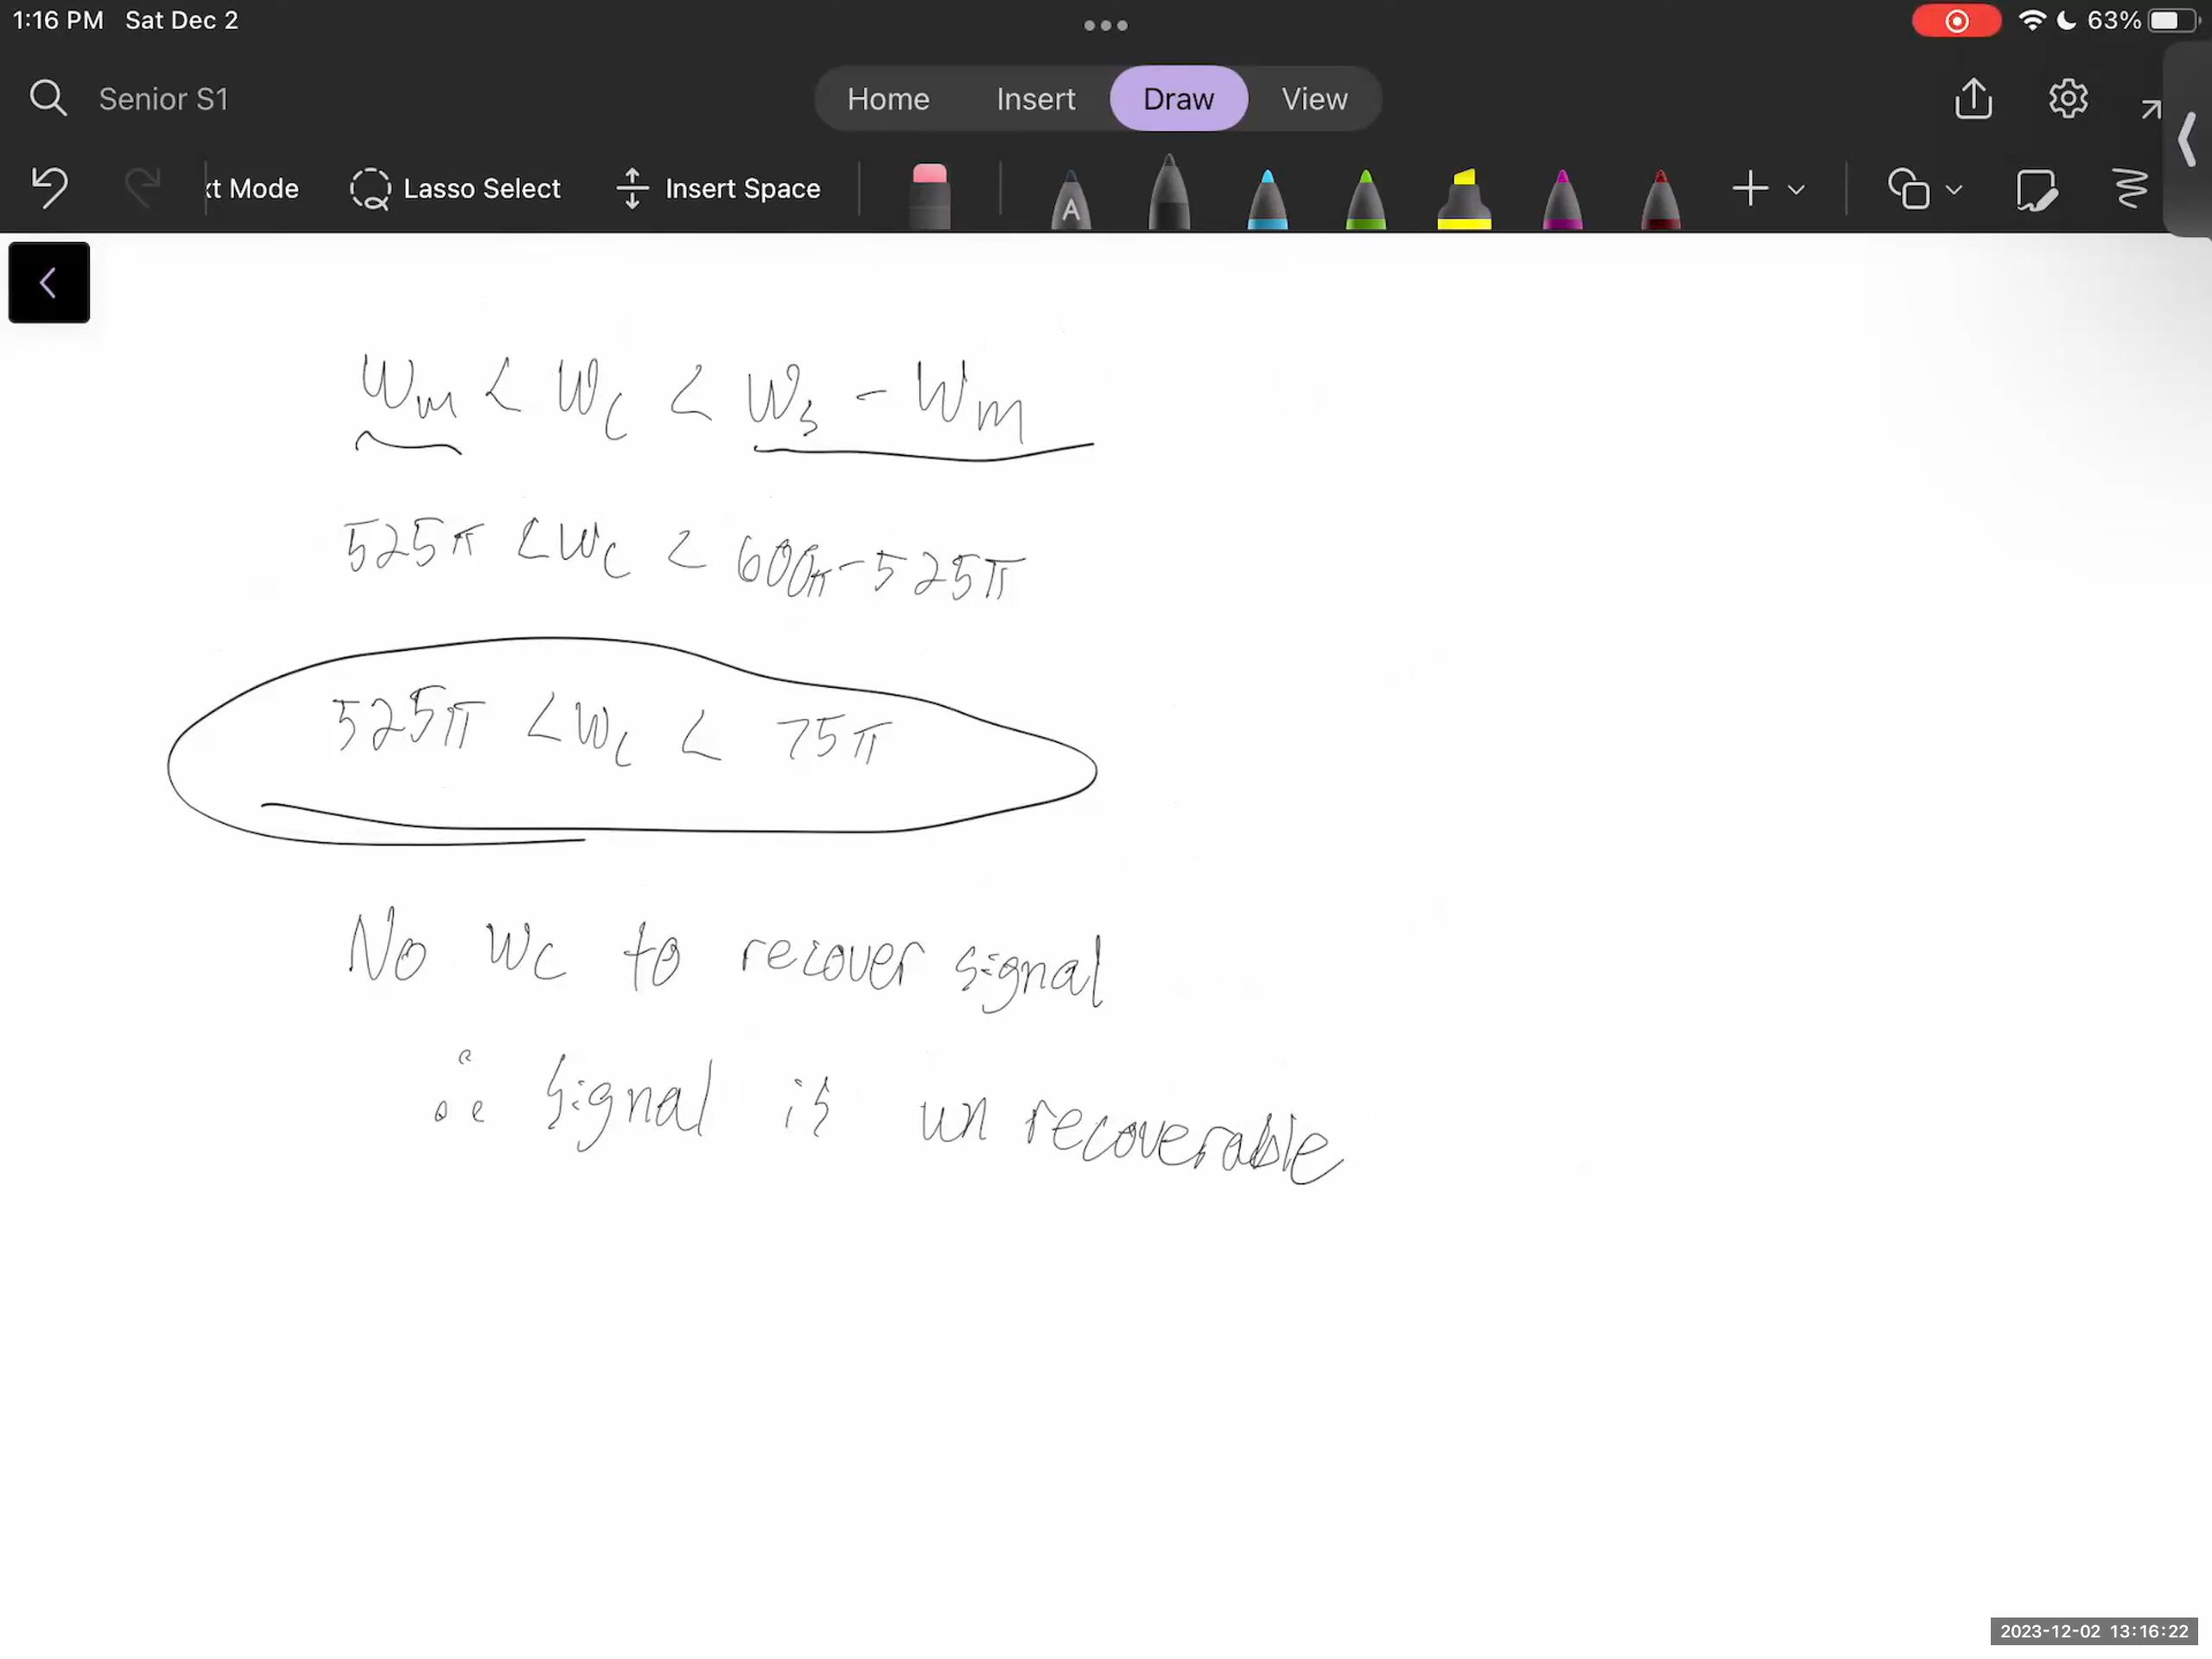 1:16 PM Sat Dec 2
63%
Senior S1
Home Insert Draw View
xt Mode Lasso Select Insert Space
A
Wm < Wc < Ws - Wm
525π < Wc < 600π - 525π
525π < Wc < 75π
No Wc to recover signal
∴ signal is unrecoverable
2023-12-02 13:16:22